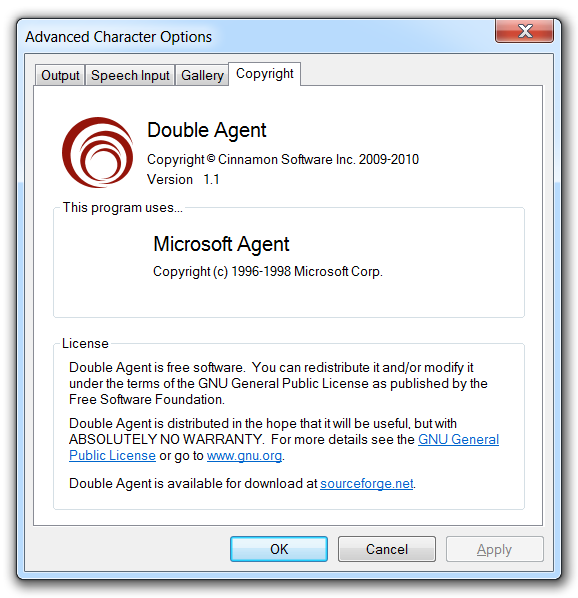 Advanced Character Options
Output
Speech Input
Gallery
Copyright
Double Agent
Copyright © Cinnamon Software Inc. 2009-2010
Version 1.1
This program uses...
Microsoft Agent
Copyright (c) 1996-1998 Microsoft Corp.
License
Double Agent is free software. You can redistribute it and/or modify it
under the terms of the GNU General Public License as published by the
Free Software Foundation.
Double Agent is distributed in the hope that it will be useful, but with
ABSOLUTELY NO WARRANTY. For more details see the GNU General
Public License or go to www.gnu.org.
Double Agent is available for download at sourceforge.net.
OK
Cancel
Apply